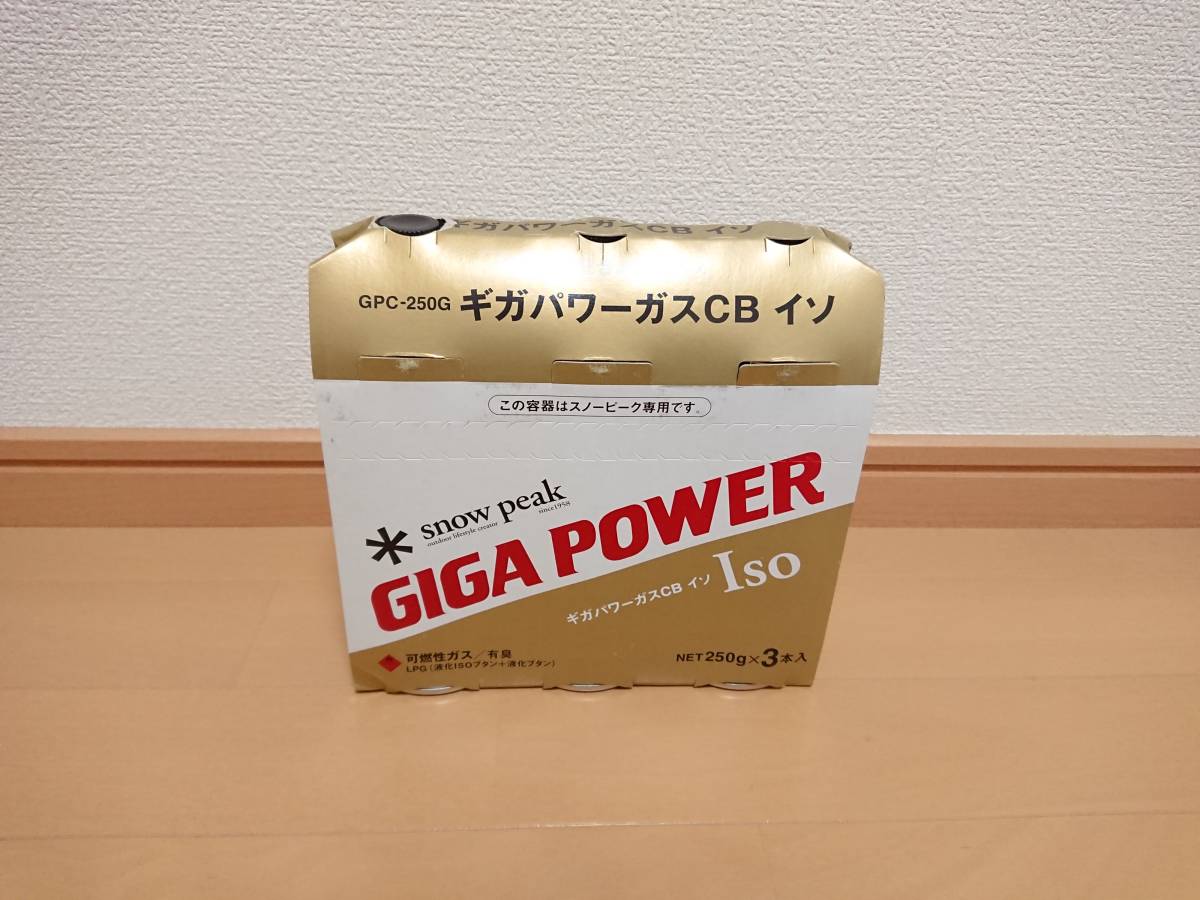 ギガパワーガスCB イソ
GPC-250G ギガパワーガスCB イソ
この容器はスノーピーク専用です。
snow peak
outdoor lifestyle creator since1958
GIGA POWER
ギガパワーガスCB イソ Iso
可燃性ガス/有臭
LPG(液化ISOブタン+液化ブタン)
NET 250g×3本入